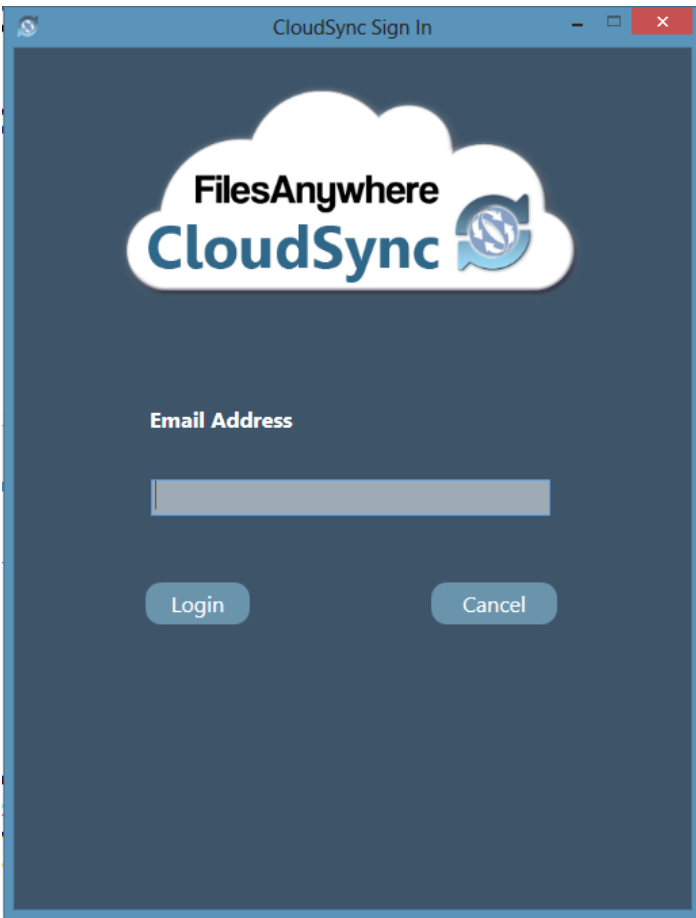 CloudSync Sign In
FilesAnywhere
CloudSync
Email Address
Login
Cancel